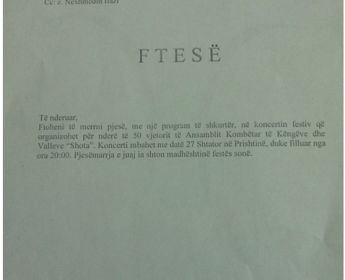 Cc. z. Neshmedin
FTESË
Të nderuar,
Ftoheni të merrni pjesë, me një program të shkurtër, në koncertin festiv që
organizohet për nderë të 50 vjetorit të Ansamblit Kombëtar të Këngëve dhe
Valleve "Shota". Koncerti mbahet me datë 27 Shtator në Prishtinë, duke filluar nga
ora 20:00. Pjesëmarrja e juaj ia shton madhështinë festës sonë.